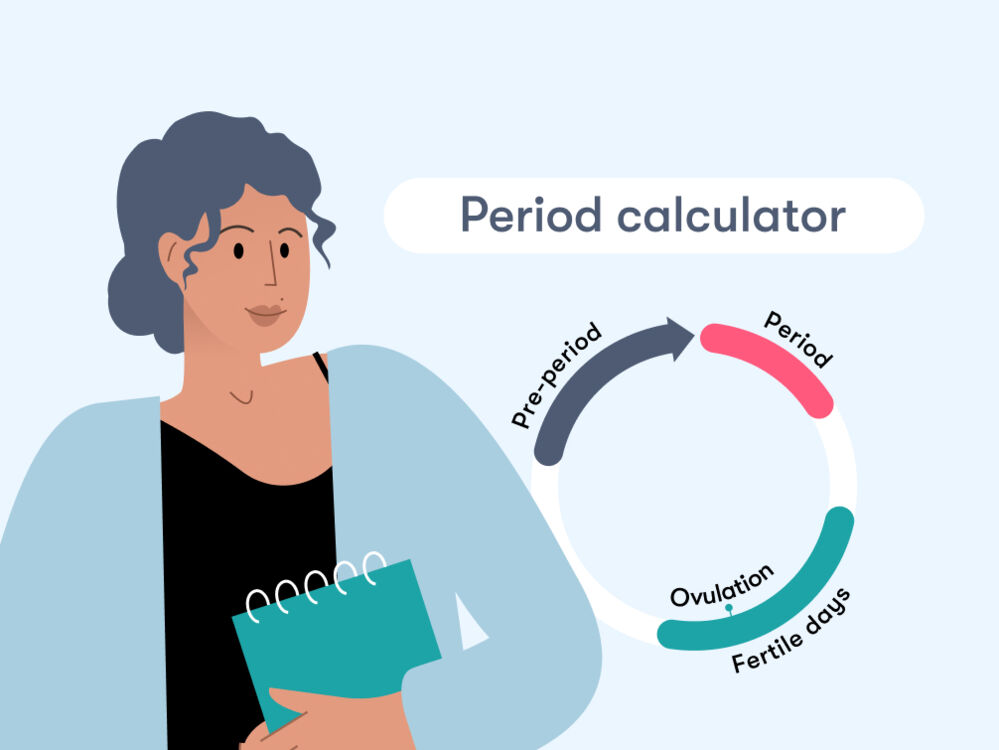 Period calculator
Pre-period
Period
Ovulation
Fertile days